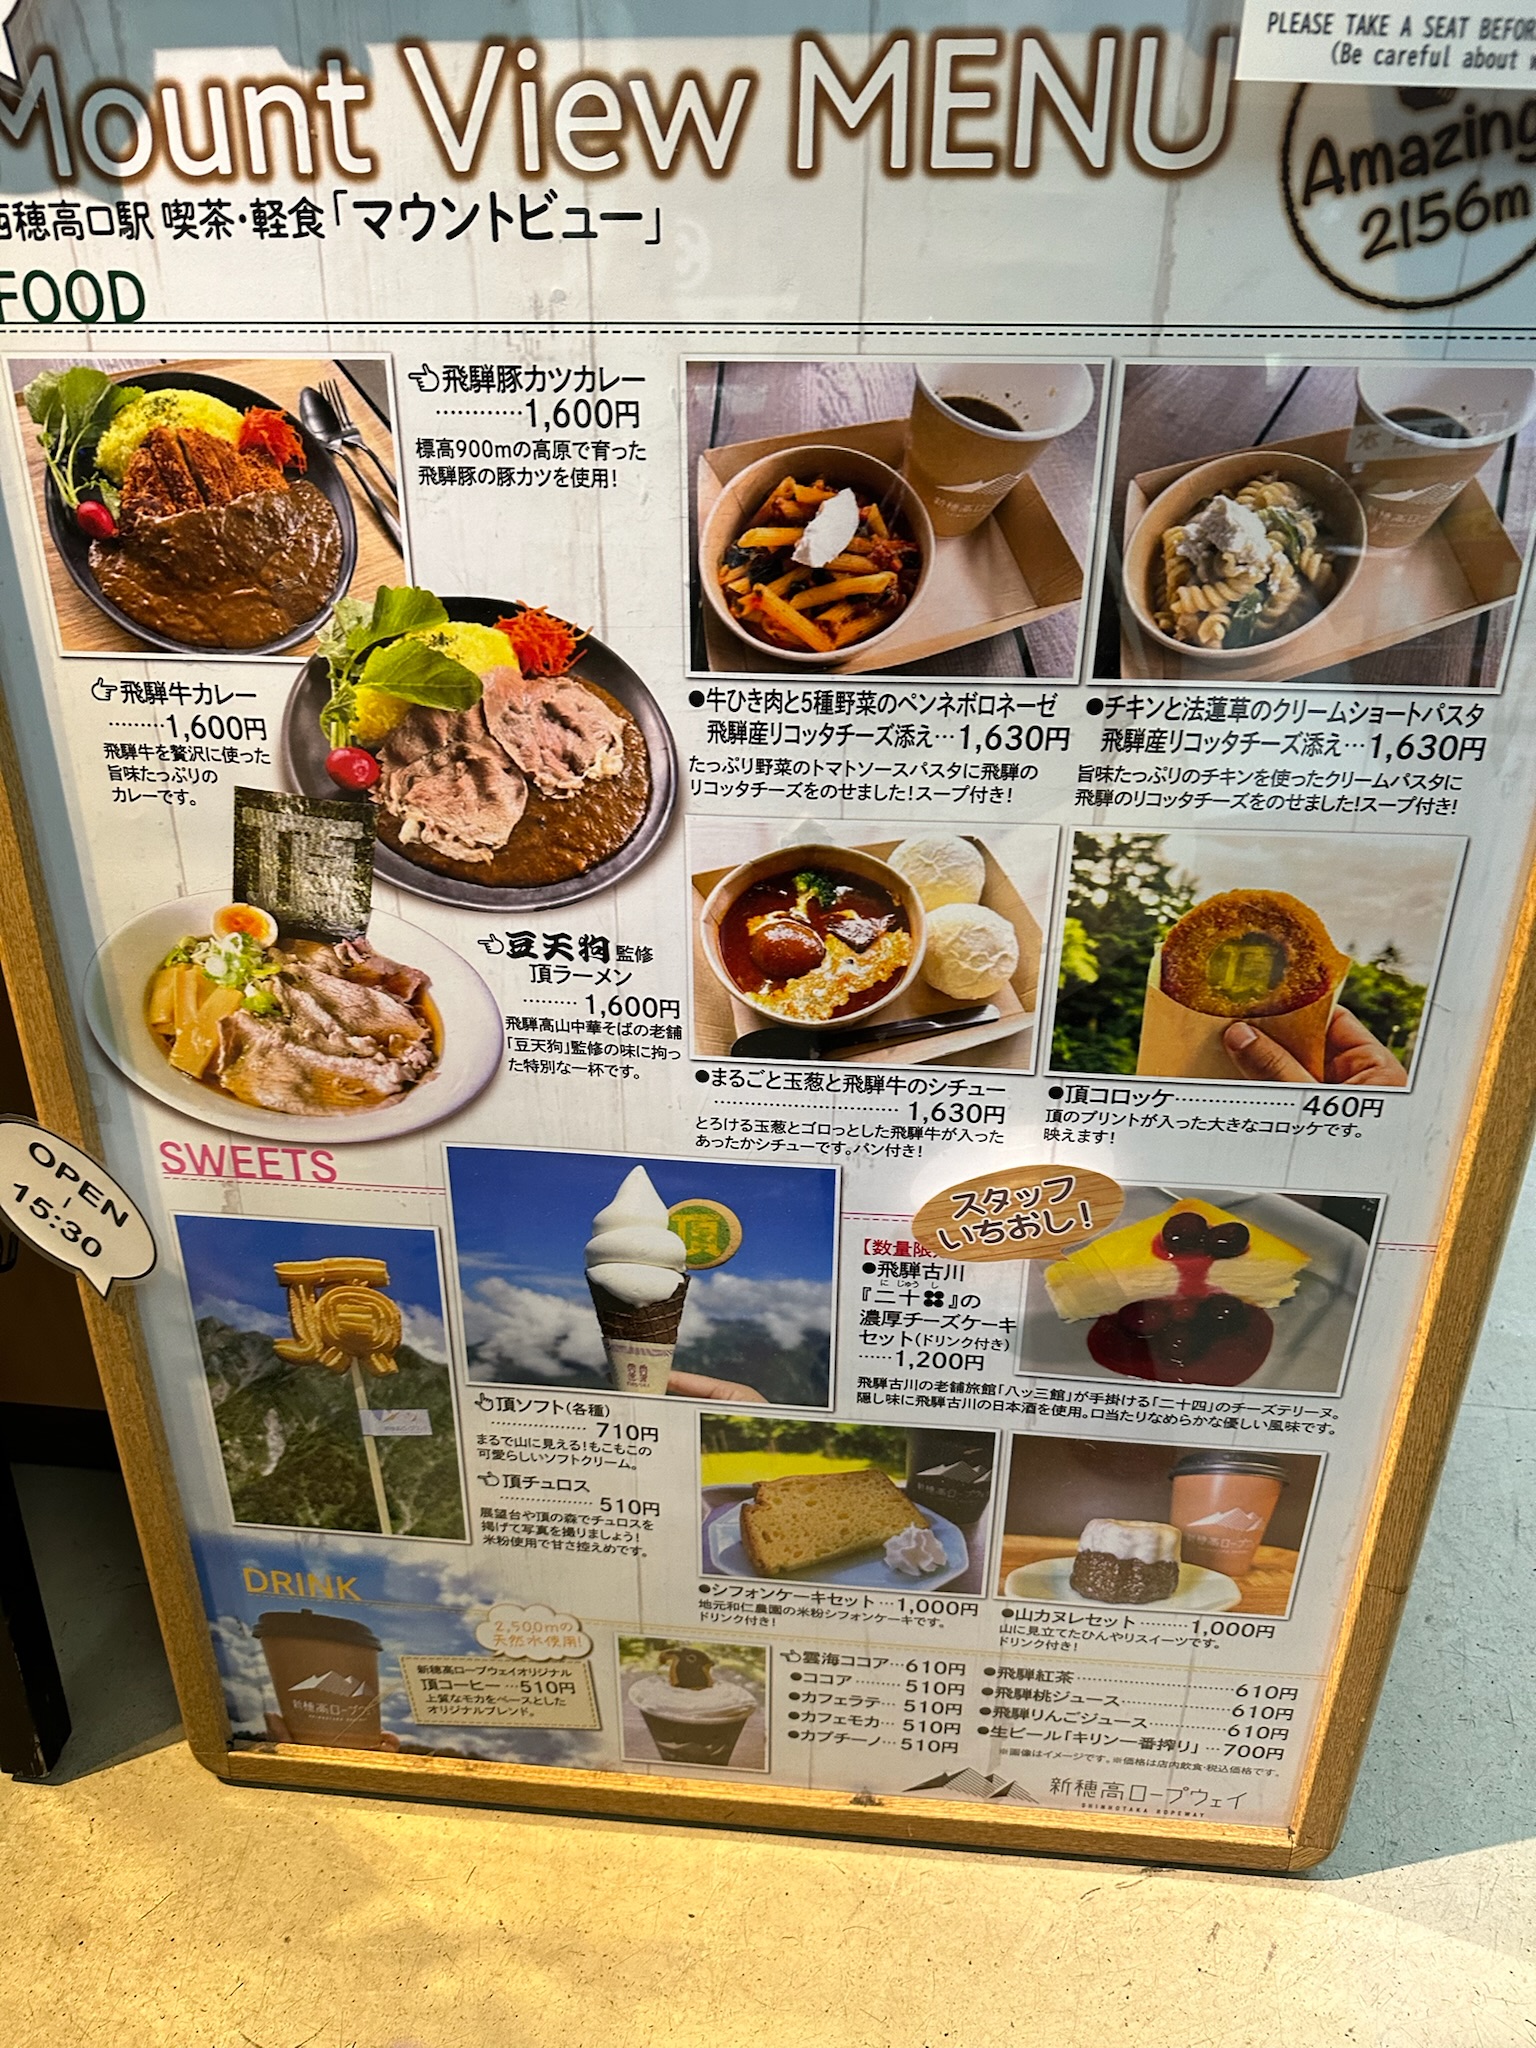 PLEASE TAKE A SEAT BEFOR
(Be careful about
Mount View MENU
Amazing
2156m
西穂高口駅 喫茶・軽食「マウントビュー」
FOOD
飛騨豚カツカレー
…………1,600円
標高900mの高原で育った
飛騨豚の豚カツを使用!
飛騨牛カレー
………1,600円
飛騨牛を贅沢に使った
旨味たっぷりの
カレーです。
豆天狗 監修
頂ラーメン
………1,600円
飛騨高山中華そばの老舗
「豆天狗」監修の味に拘っ
た特別な一杯です。
●牛ひき肉と5種野菜のペンネボロネーゼ
飛騨産リコッタチーズ添え…1,630円
たっぷり野菜のトマトソースパスタに飛騨の
リコッタチーズをのせました!スープ付き!
●チキンと法蓮草のクリームショートパスタ
飛騨産リコッタチーズ添え…1,630円
旨味たっぷりのチキンを使ったクリームパスタに
飛騨のリコッタチーズをのせました!スープ付き!
●まるごと玉葱と飛騨牛のシチュー
……………………1,630円
とろける玉葱とゴロっとした飛騨牛が入った
あったかシチューです。パン付き!
頂
●頂コロッケ………………460円
頂のプリントが入った大きなコロッケです。
映えます!
OPEN
|
15:30
SWEETS
頂
頂
頂ソフト(各種)
…………710円
まるで山に見える!もこもこの
可愛らしいソフトクリーム。
頂チュロス
……………510円
展望台や頂の森でチュロスを
掲げて写真を撮りましょう!
米粉使用で甘さ控えめです。
スタッフ
いちおし!
【数量限
●飛騨古川
にじゅうし
『二十四』の
濃厚チーズケーキ
セット(ドリンク付き)
……1,200円
飛騨古川の老舗旅館「八ッ三館」が手掛ける「二十四」のチーズテリーヌ。
隠し味に飛騨古川の日本酒を使用。口当たりなめらかな優しい風味です。
●シフォンケーキセット…1,000円
地元和仁農園の米粉シフォンケーキです。
ドリンク付き!
●山カヌレセット………1,000円
山に見立てたひんやりスイーツです。
ドリンク付き!
DRINK
2,500mの
天然水使用!
新穂高ロープウェイオリジナル
頂コーヒー…510円
上質なモカをベースとした
オリジナルブレンド。
新穂高ロープウェイ
雲海ココア…610円
●ココア………510円
●カフェラテ…510円
●カフェモカ…510円
●カプチーノ…510円
●飛騨紅茶……………………610円
●飛騨桃ジュース……………610円
●飛騨りんごジュース………610円
●生ビール「キリン一番搾り」…700円
※画像はイメージです。※価格は店内飲食・税込価格です。
新穂高ロープウェイ
SHINHOTAKA ROPEWAY